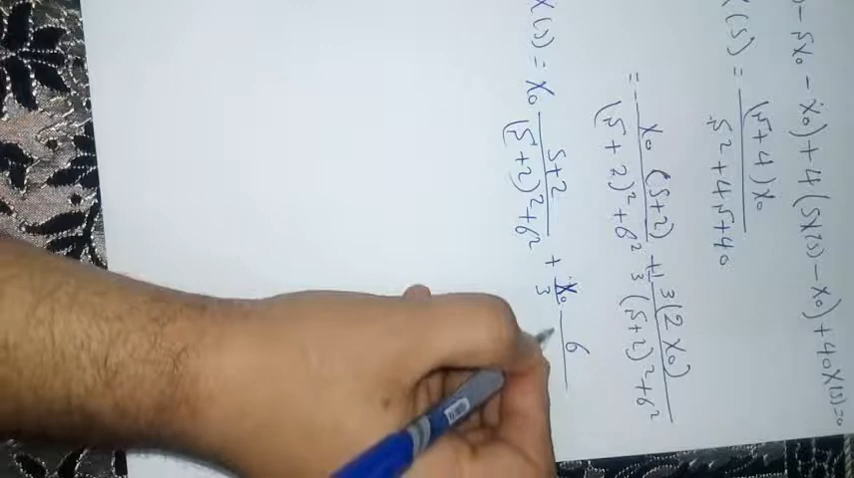 - sx₀ - ẋ₀) + 4(sX(s) - x₀) + 40X(s) = 0
(s) = (s+4)x₀ / s² + 4s + 40
= x₀(s+2) / (s+2)² + 6² + 1/3 3(2x₀) / (s+2)² + 6²
X(s) = x₀ s+2 / (s+2)² + 6² + x₀/3 6 /